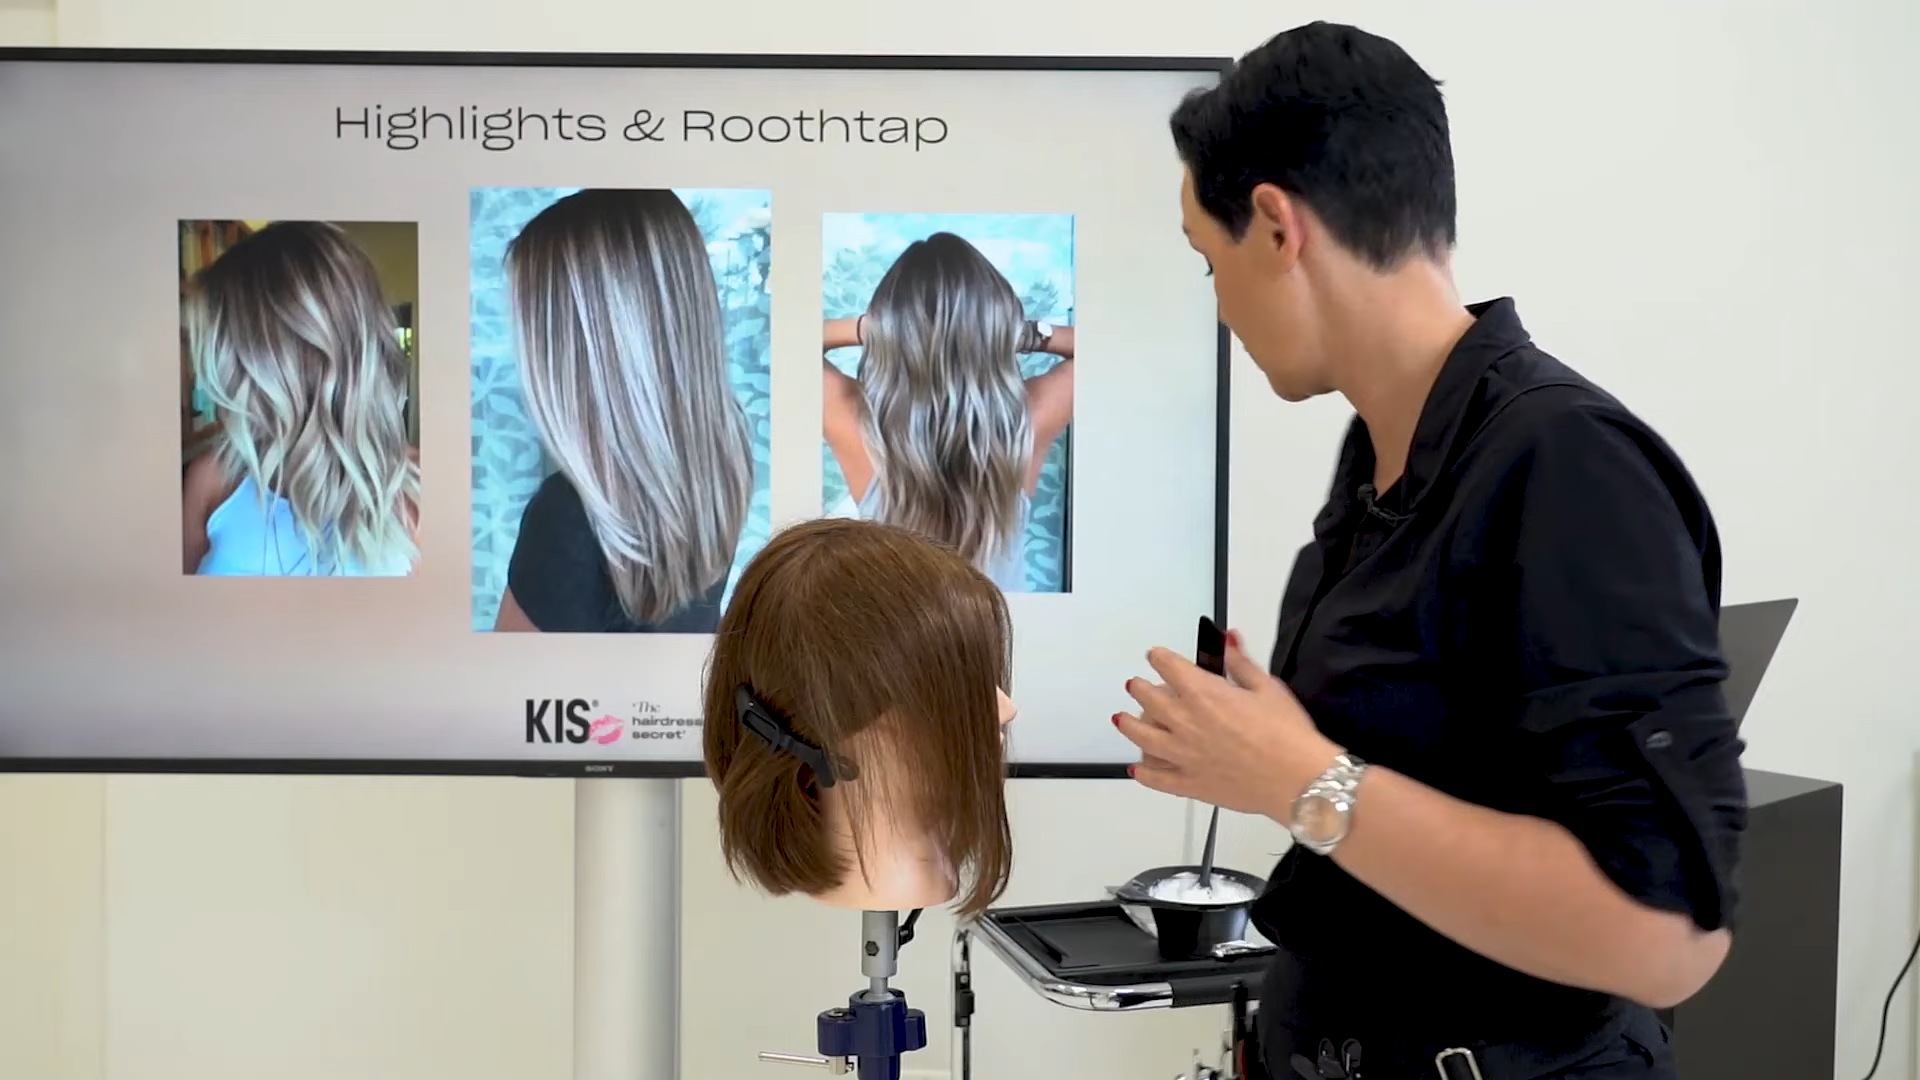 Highlights & Roothtap
KIS®
'The
hairdress
secret'
SONY